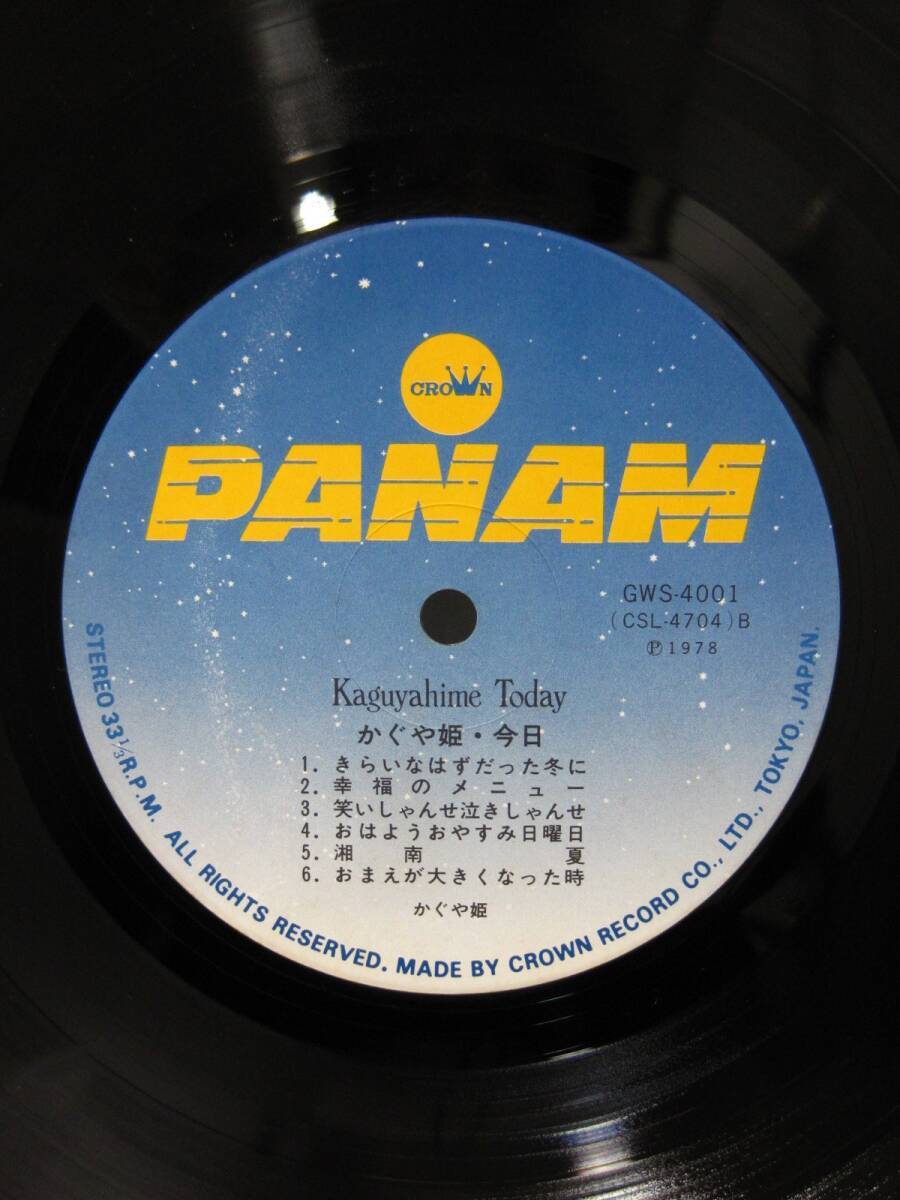 CROWN
PANAM
GWS-4001
(CSL-4704)B
Ⓟ1978
Kaguyahime Today
かぐや姫・今日
1. きらいなはずだった冬に
2. 幸福のメニュー
3. 笑いしゃんせ泣きしゃんせ
4. おはようおやすみ日曜日
5. 湘南 夏
6. おまえが大きくなった時
かぐや姫
STEREO 33⅓ R.P.M. ALL RIGHTS RESERVED. MADE BY CROWN RECORD CO., LTD., TOKYO, JAPAN.